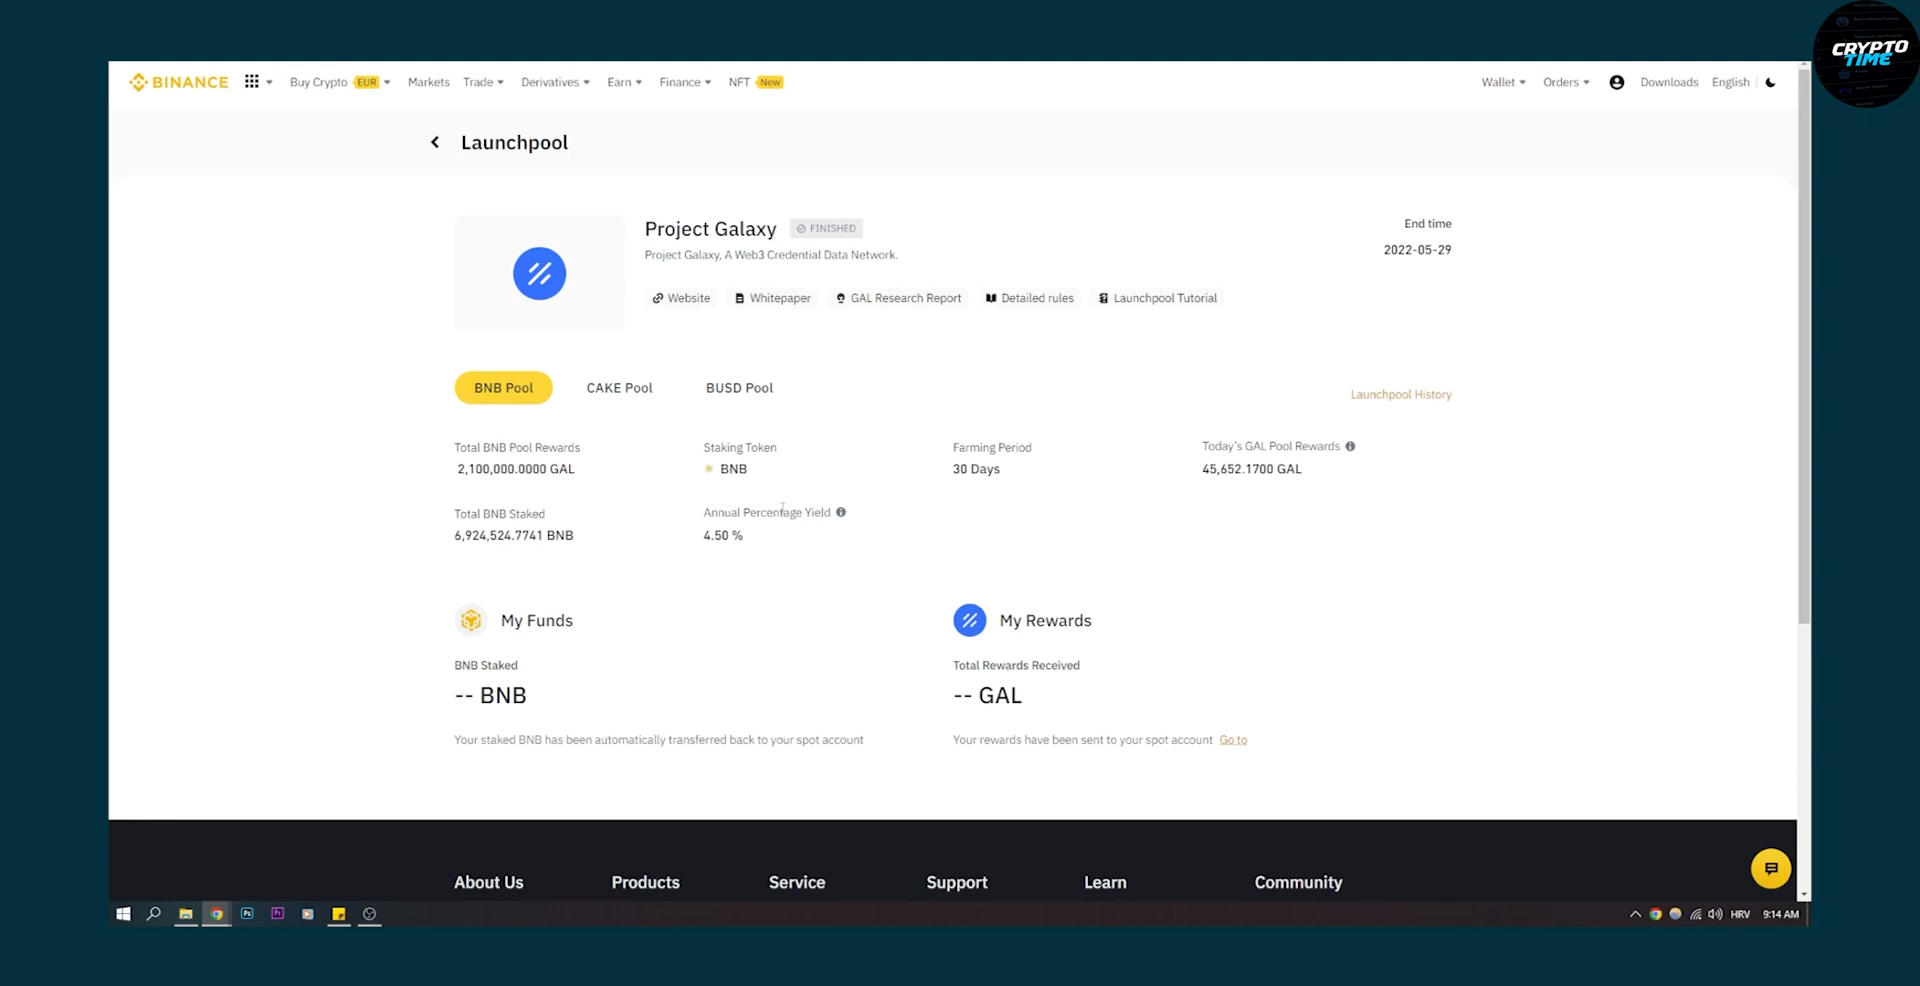 CRYPTO
TIME
BINANCE Buy Crypto EUR Markets Trade Derivatives Earn Finance NFT New Wallet Orders Downloads English
Launchpool
Project Galaxy FINISHED
End time
Project Galaxy, A Web3 Credential Data Network.
2022-05-29
Website Whitepaper GAL Research Report Detailed rules Launchpool Tutorial
BNB Pool CAKE Pool BUSD Pool
Launchpool History
Total BNB Pool Rewards Staking Token Farming Period Today's GAL Pool Rewards
2,100,000.0000 GAL BNB 30 Days 45,652.1700 GAL
Total BNB Staked Annual Percentage Yield
6,924,524.7741 BNB 4.50 %
My Funds My Rewards
BNB Staked Total Rewards Received
-- BNB -- GAL
Your staked BNB has been automatically transferred back to your spot account Your rewards have been sent to your spot account Go to
About Us Products Service Support Learn Community
Ps Pr HRV 9:14 AM